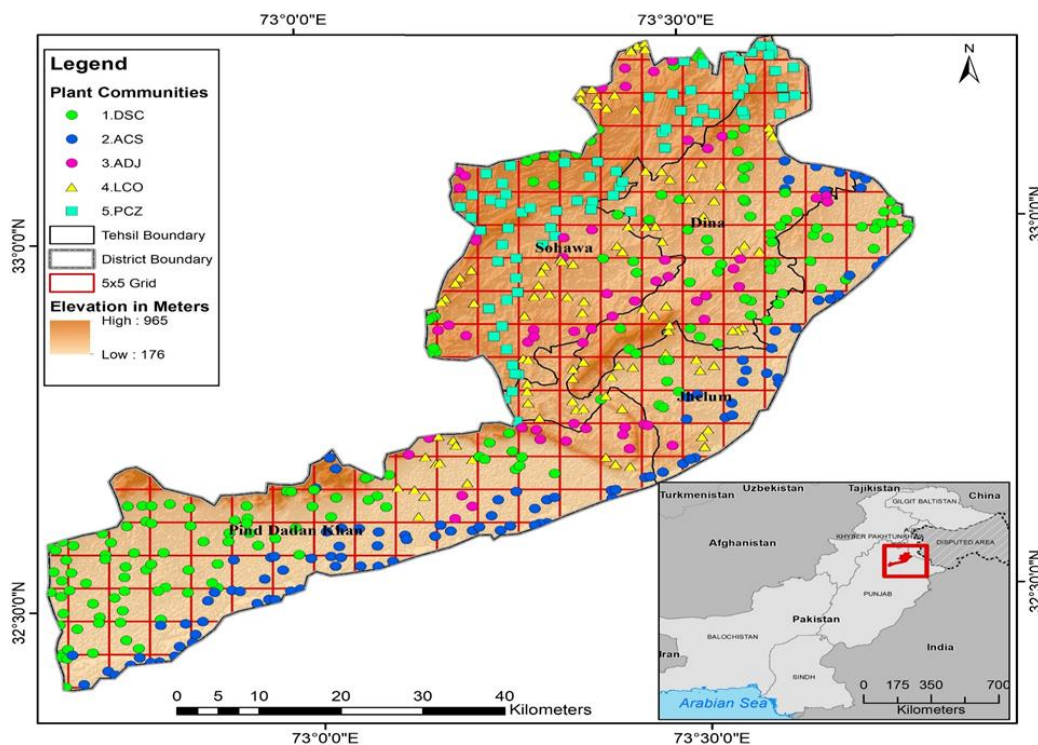 73°0'0"E
73°30'0"E
Legend
Plant Communities
1.DSC
2.ACS
3.ADJ
4.LCO
5.PCZ
Tehsil Boundary
District Boundary
5x5 Grid
Elevation in Meters
High : 965
Low : 176
N
33°0'0"N
33°0'0"N
Dina
Sohawa
Jhelum
Pind Dadan Khan
32°30'0"N
32°30'0"N
0 5 10 20 30 40
Kilometers
Uzbekistan
Tajikistan
Turkmenistan
GILGIT BALTISTAN
China
Afghanistan
KHYBER PAKHTUNKHWA
DISPUTED AREA
PUNJAB
Pakistan
BALOCHISTAN
India
Iran
SINDH
Arabian Sea
0 175 350 700
Kilometers
73°0'0"E
73°30'0"E